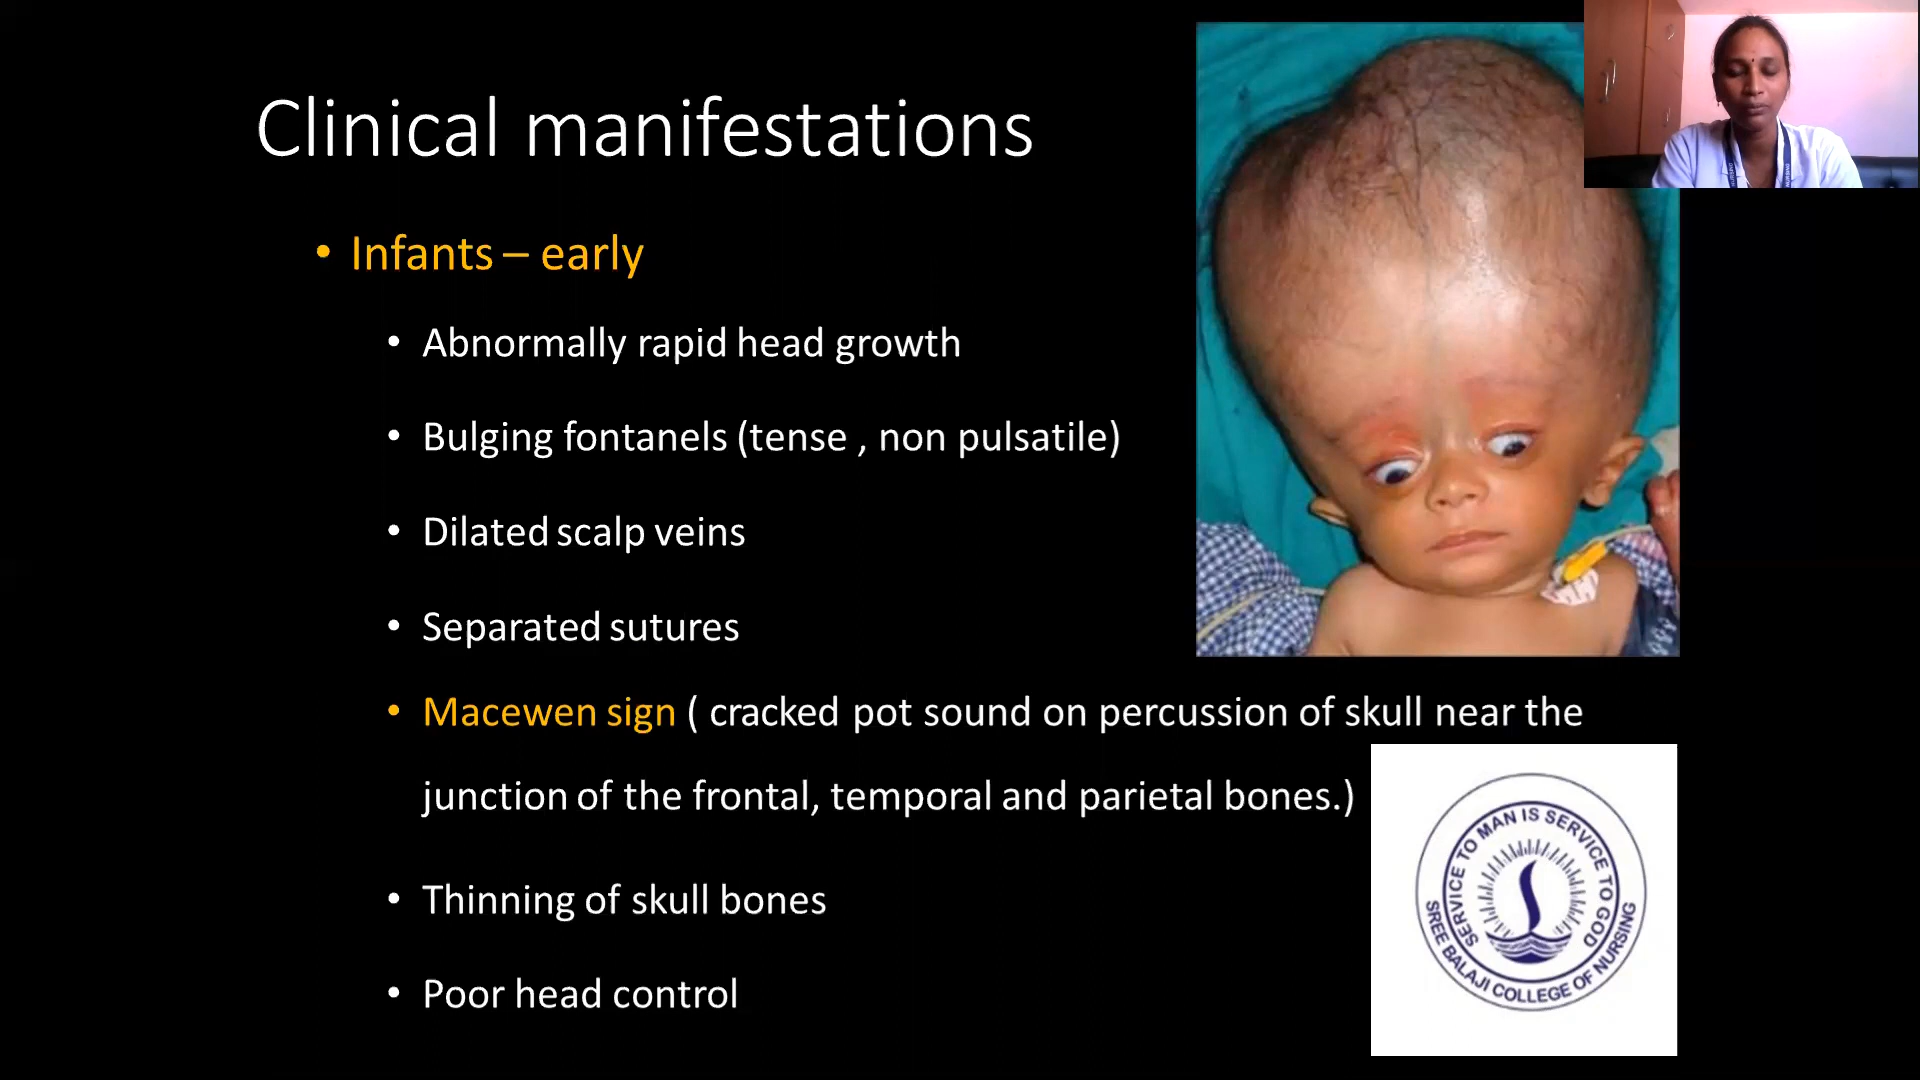 Clinical manifestations
• Infants – early
• Abnormally rapid head growth
• Bulging fontanels (tense , non pulsatile)
• Dilated scalp veins
• Separated sutures
• Macewen sign ( cracked pot sound on percussion of skull near the
junction of the frontal, temporal and parietal bones.)
• Thinning of skull bones
• Poor head control
SERVICE TO MAN IS SERVICE TO GOD
SREE BALAJI COLLEGE OF NURSING
NURSING
NURSING